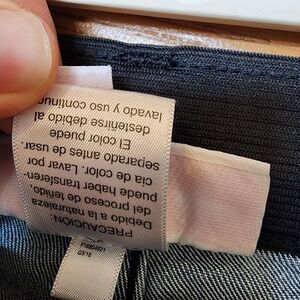 PRECAUCION:
Debido a la naturaleza
del proceso de teñido,
puede haber transferen-
cia de color. Lavar por
separado antes de usar.
El color puede
desteñirse debido al
lavado y uso continuo